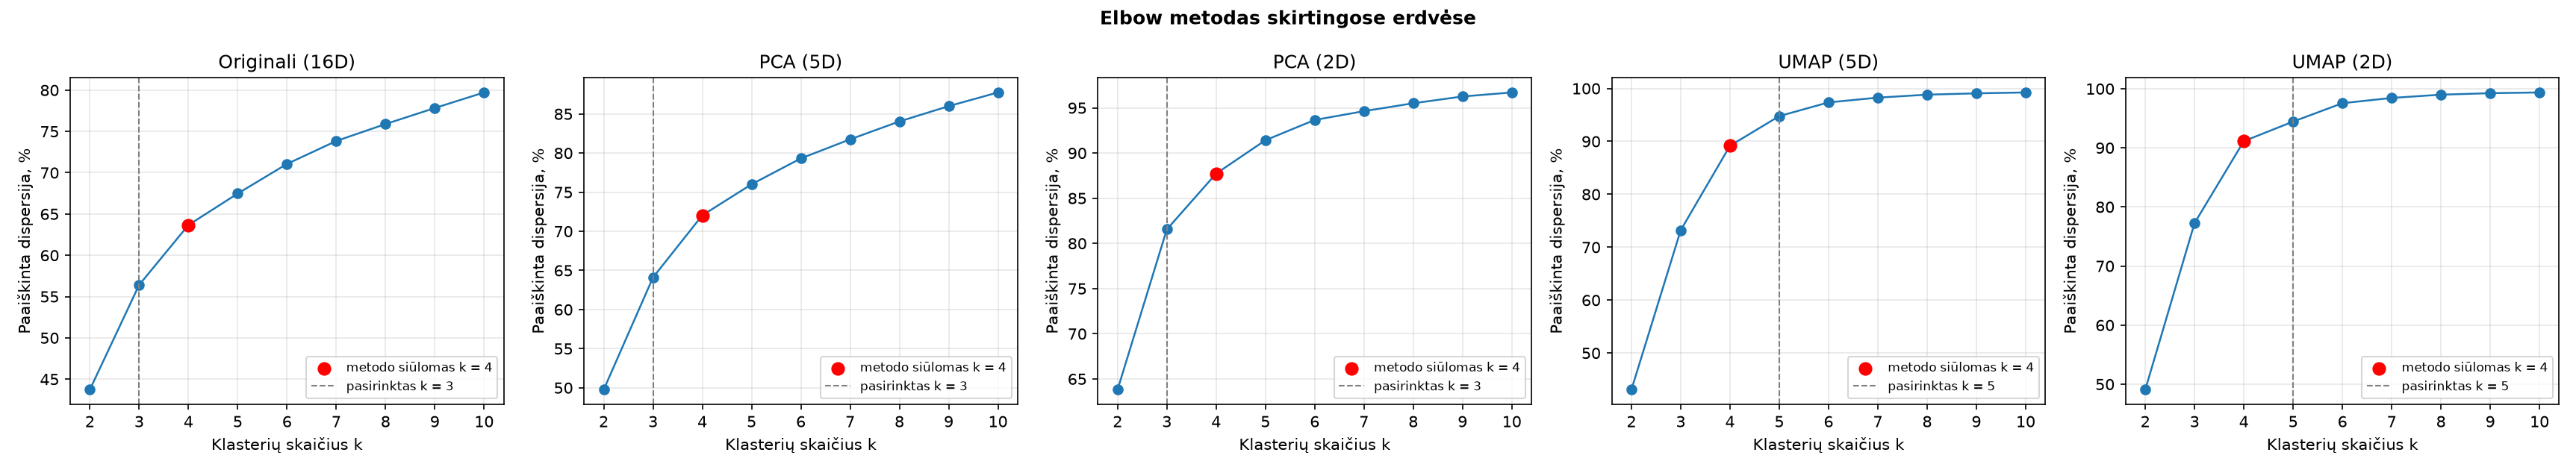 Elbow metodas skirtingose erdvėse
Originali (16D)
Paaiškinta dispersija, %
80
75
70
65
60
55
50
45
2 3 4 5 6 7 8 9 10
Klasterių skaičius k
metodo siūlomas k = 4
pasirinktas k = 3
PCA (5D)
Paaiškinta dispersija, %
85
80
75
70
65
60
55
50
2 3 4 5 6 7 8 9 10
Klasterių skaičius k
metodo siūlomas k = 4
pasirinktas k = 3
PCA (2D)
Paaiškinta dispersija, %
95
90
85
80
75
70
65
2 3 4 5 6 7 8 9 10
Klasterių skaičius k
metodo siūlomas k = 4
pasirinktas k = 3
UMAP (5D)
Paaiškinta dispersija, %
100
90
80
70
60
50
2 3 4 5 6 7 8 9 10
Klasterių skaičius k
metodo siūlomas k = 4
pasirinktas k = 5
UMAP (2D)
Paaiškinta dispersija, %
100
90
80
70
60
50
2 3 4 5 6 7 8 9 10
Klasterių skaičius k
metodo siūlomas k = 4
pasirinktas k = 5